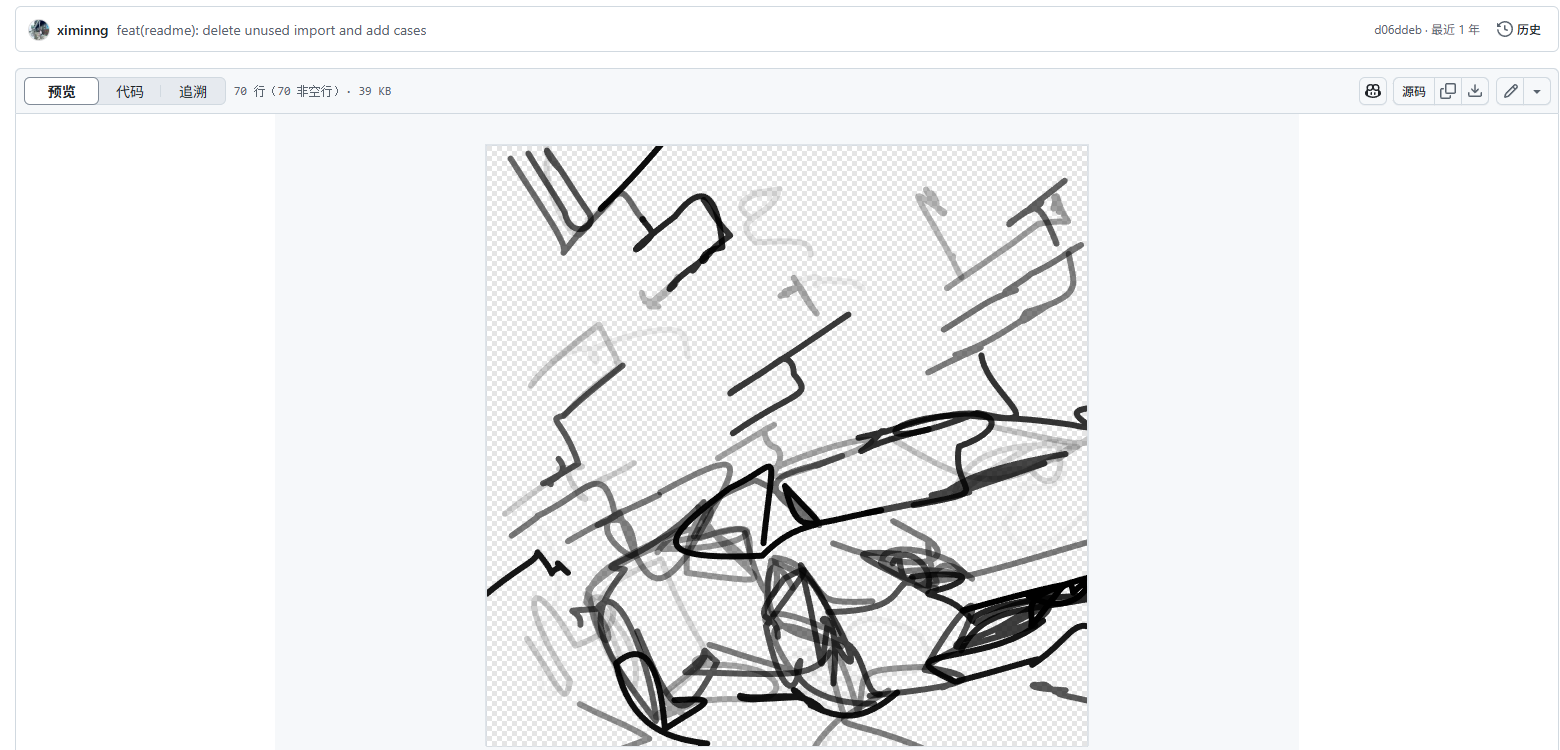 ximinng feat(readme): delete unused import and add cases d06ddeb · 最近 1 年 历史
预览 代码 追溯 70 行（70 非空行）· 39 KB 源码